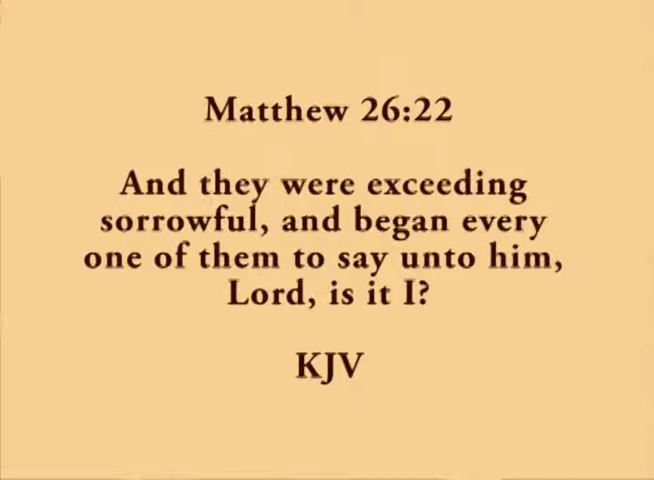 Matthew 26:22
And they were exceeding
sorrowful, and began every
one of them to say unto him,
Lord, is it I?
KJV